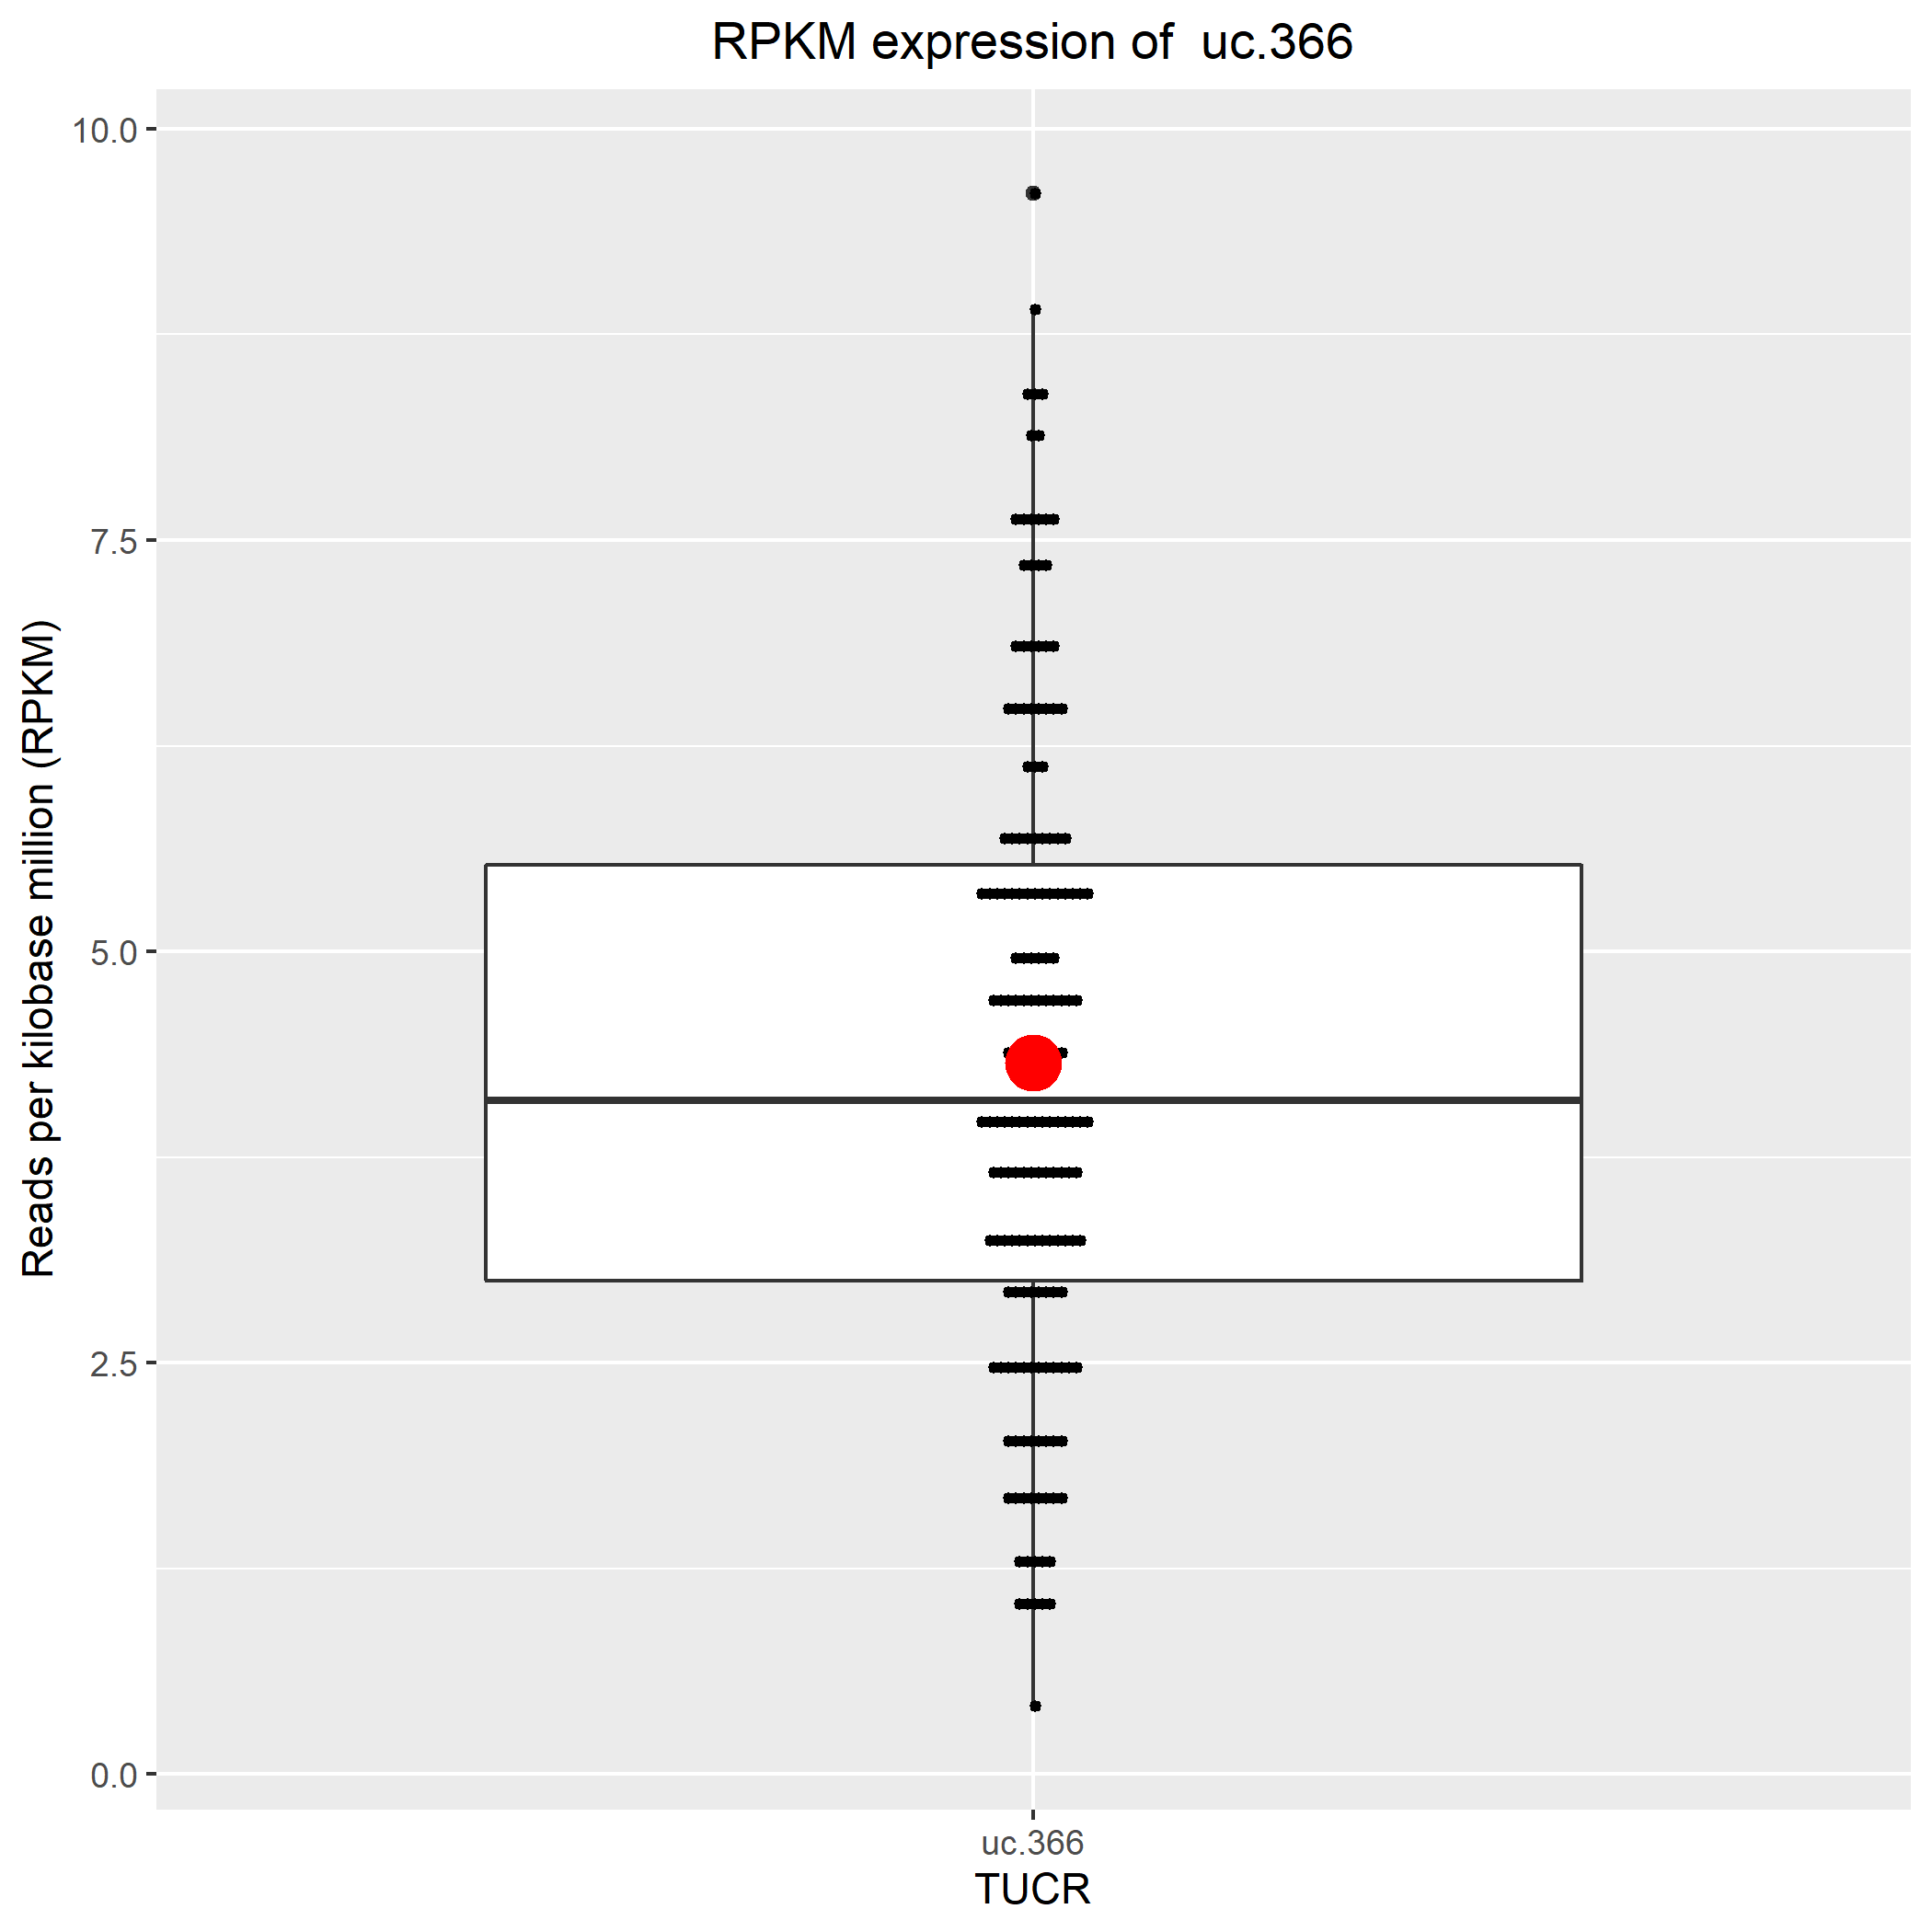 RPKM expression of  uc.366
10.0
7.5
5.0
2.5
0.0
Reads per kilobase million (RPKM)
uc.366
TUCR